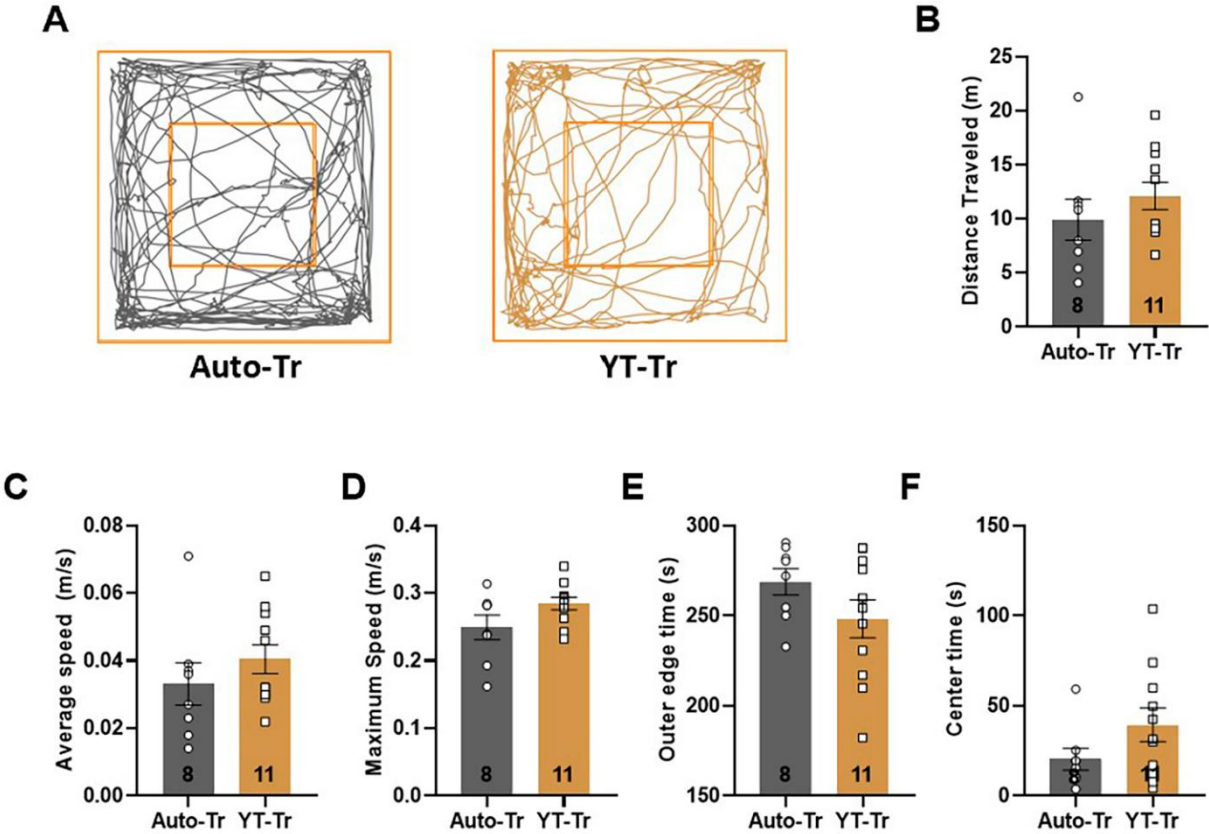 A
Auto-Tr
YT-Tr
B
Distance Traveled (m)
25
20
15
10
5
0
8
11
Auto-Tr YT-Tr
C
Average speed (m/s)
0.08
0.06
0.04
0.02
0.00
8
11
Auto-Tr YT-Tr
D
Maximum Speed (m/s)
0.4
0.3
0.2
0.1
0.0
8
11
Auto-Tr YT-Tr
E
Outer edge time (s)
300
250
200
150
8
11
Auto-Tr YT-Tr
F
Center time (s)
150
100
50
0
Auto-Tr YT-Tr